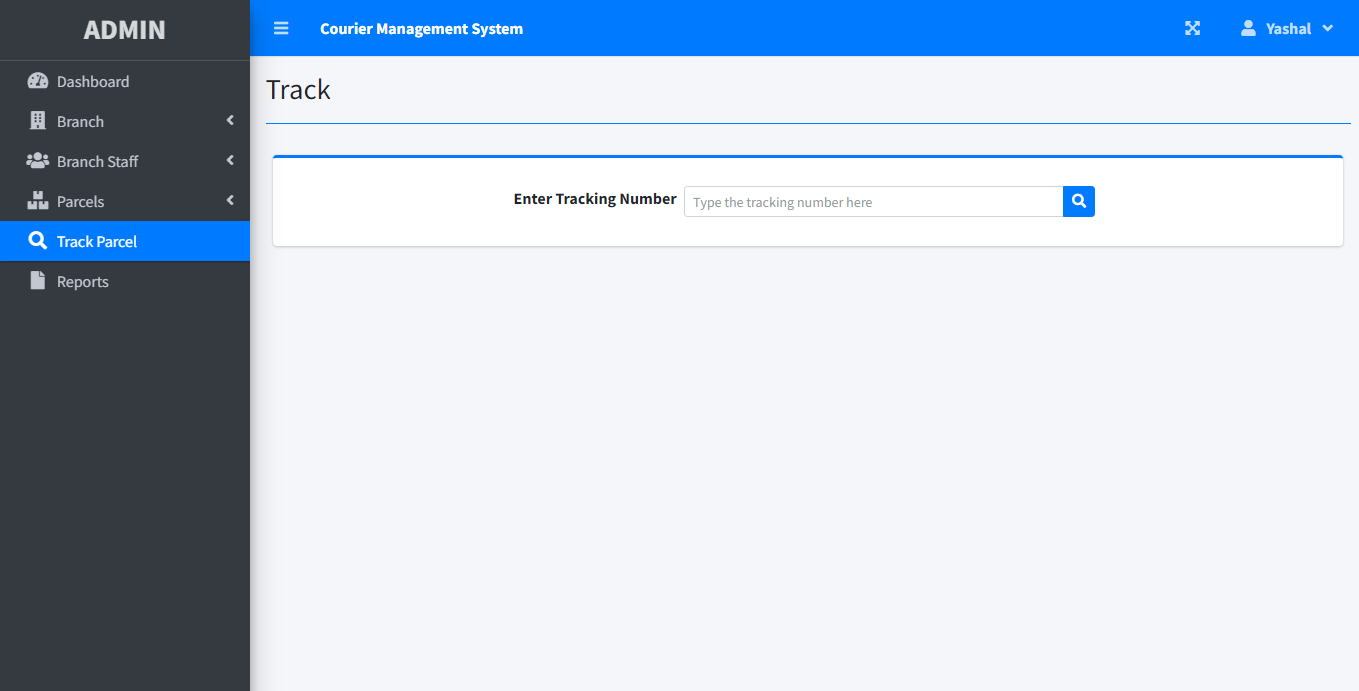 ADMIN
Courier Management System
Yashal
Dashboard
Branch
Branch Staff
Parcels
Track Parcel
Reports
Track
Enter Tracking Number
Type the tracking number here